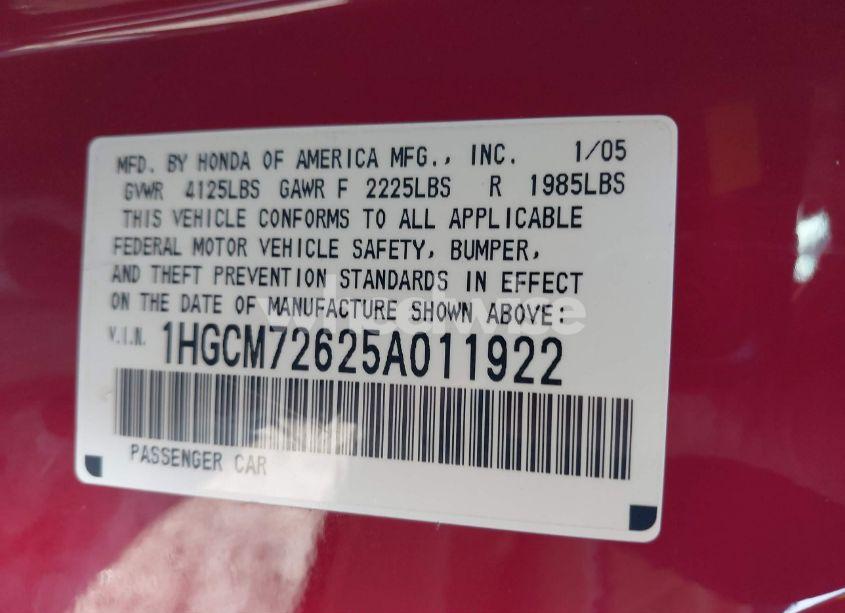 MFD. BY HONDA OF AMERICA MFG., INC. 1/05
GVWR 4125LBS GAWR F 2225LBS R 1985LBS
THIS VEHICLE CONFORMS TO ALL APPLICABLE
FEDERAL MOTOR VEHICLE SAFETY, BUMPER,
AND THEFT PREVENTION STANDARDS IN EFFECT
ON THE DATE OF MANUFACTURE SHOWN ABOVE:
V.I.N. 1HGCM72625A011922
PASSENGER CAR
wheelwise